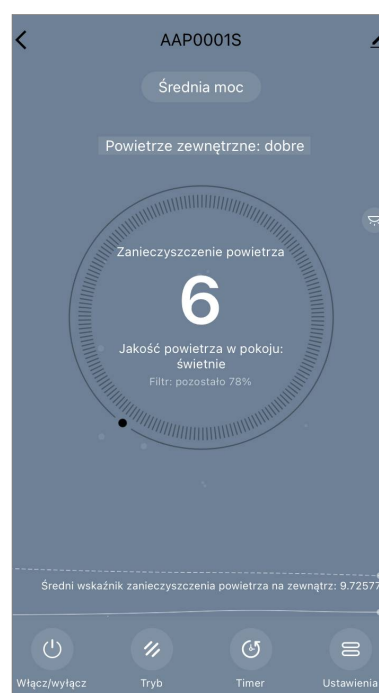 AAP0001S
Średnia moc
Powietrze zewnętrzne: dobre
Zanieczyszczenie powietrza
6
Jakość powietrza w pokoju:
świetnie
Filtr: pozostało 78%
Średni wskaźnik zanieczyszczenia powietrza na zewnątrz: 9.72577
Włącz/wyłącz Tryb Timer Ustawienia